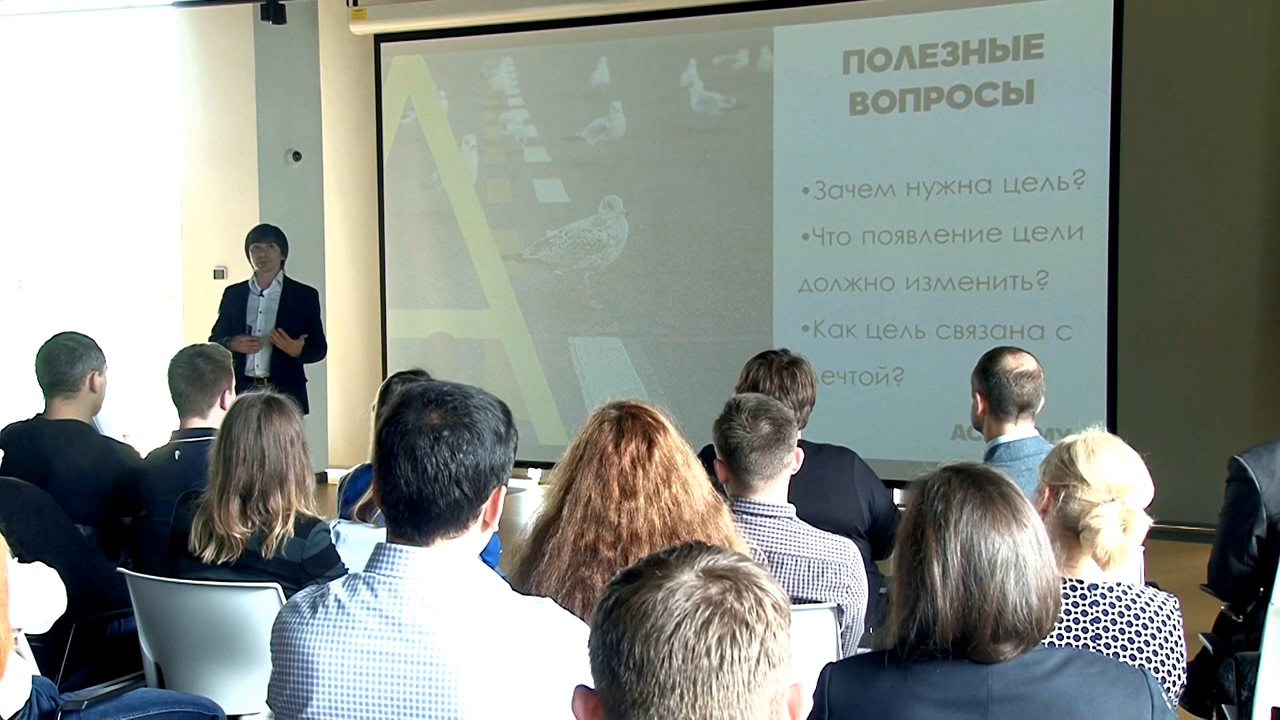 ПОЛЕЗНЫЕ
ВОПРОСЫ
•Зачем нужна цель?
•Что появление цели
должно изменить?
•Как цель связана с